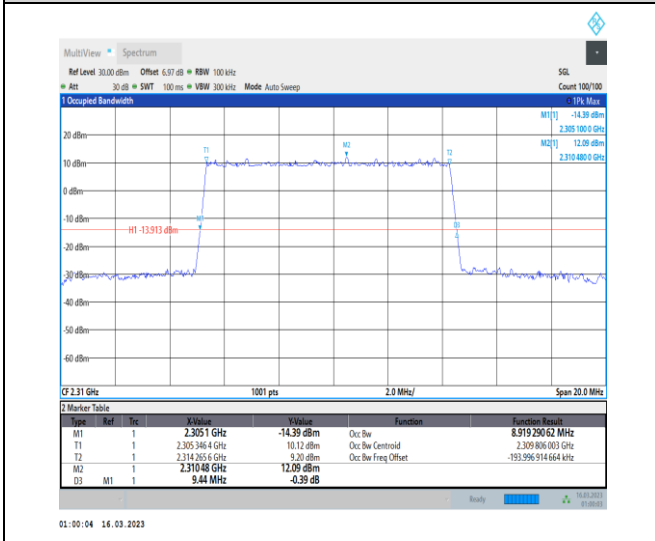 MultiView Spectrum
Ref Level 30.00 dBm Offset 6.97 dB RBW 100 kHz SGL
Att 30 dB SWT 100 ms VBW 300 kHz Mode Auto Sweep Count 100/100
1 Occupied Bandwidth 1Pk Max
M1[1] -14.39 dBm
2.305 100 0 GHz
M2[1] 12.09 dBm
2.310 480 0 GHz
20 dBm
T1 M2 T2
10 dBm
0 dBm
-10 dBm
M1 D3
H1 -13.913 dBm
-20 dBm
-30 dBm
-40 dBm
-50 dBm
-60 dBm
CF 2.31 GHz 1001 pts 2.0 MHz/ Span 20.0 MHz
2 Marker Table
Type Ref Trc X-Value Y-Value Function Function Result
M1 1 2.3051 GHz -14.39 dBm Occ Bw 8.919 290 62 MHz
T1 1 2.305 346 4 GHz 10.12 dBm Occ Bw Centroid 2.309 806 003 GHz
T2 1 2.314 265 6 GHz 9.20 dBm Occ Bw Freq Offset -193.996 914 664 kHz
M2 1 2.31048 GHz 12.09 dBm
D3 M1 1 9.44 MHz -0.39 dB
Ready 16.03.2023
01:00:03
01:00:04 16.03.2023